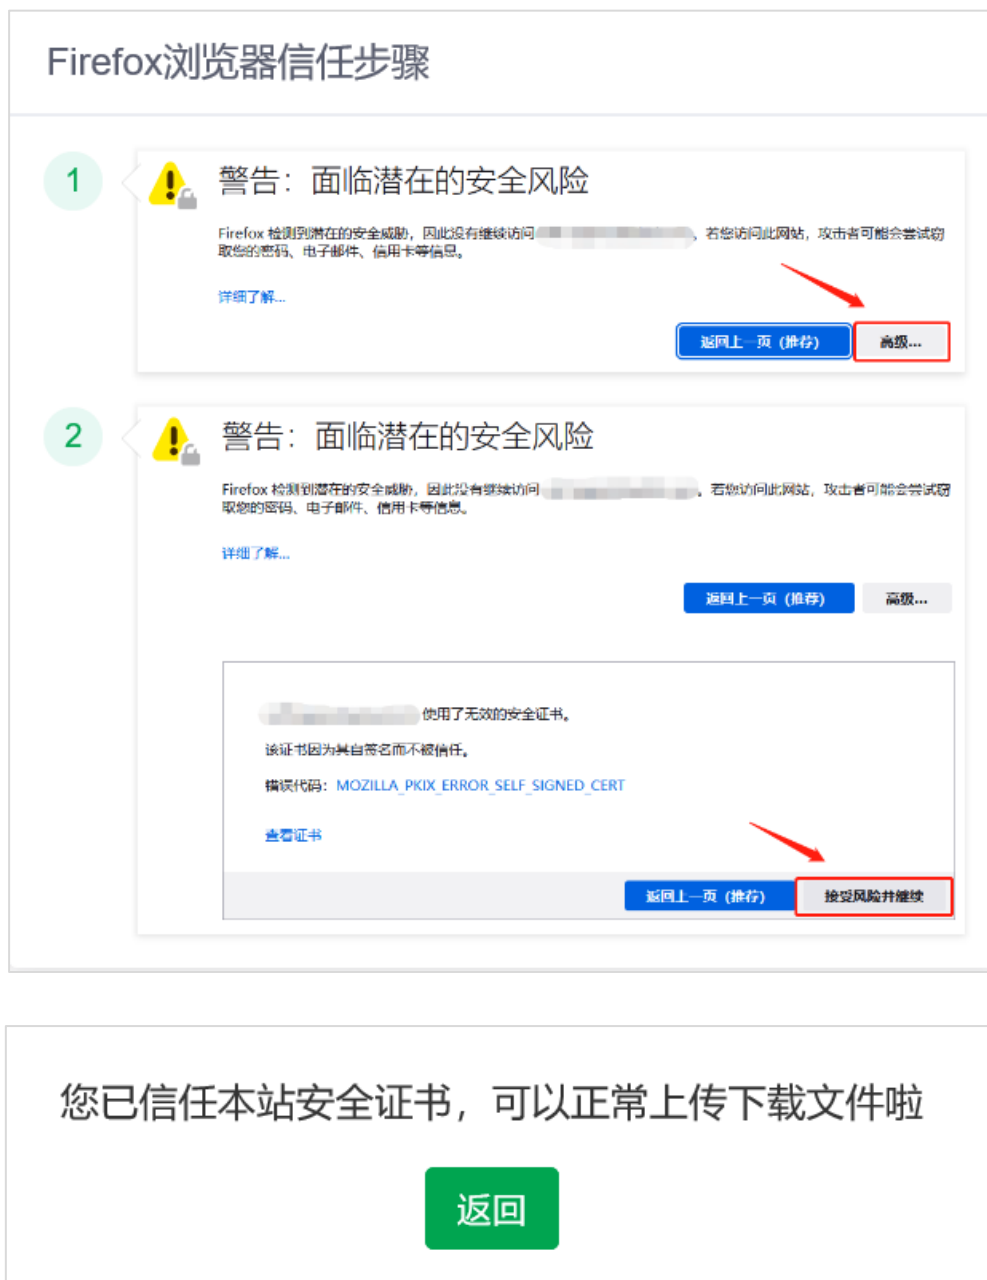 Firefox浏览器信任步骤
1
警告：面临潜在的安全风险
Firefox 检测到潜在的安全威胁，因此没有继续访问 ，若您访问此网站，攻击者可能会尝试窃
取您的密码、电子邮件、信用卡等信息。
详细了解...
返回上一页（推荐）
高级...
2
警告：面临潜在的安全风险
Firefox 检测到潜在的安全威胁，因此没有继续访问 ，若您访问此网站，攻击者可能会尝试窃
取您的密码、电子邮件、信用卡等信息。
详细了解...
返回上一页（推荐）
高级...
使用了无效的安全证书。
该证书因为其自签名而不被信任。
错误代码：MOZILLA_PKIX_ERROR_SELF_SIGNED_CERT
查看证书
返回上一页（推荐）
接受风险并继续
您已信任本站安全证书，可以正常上传下载文件啦
返回